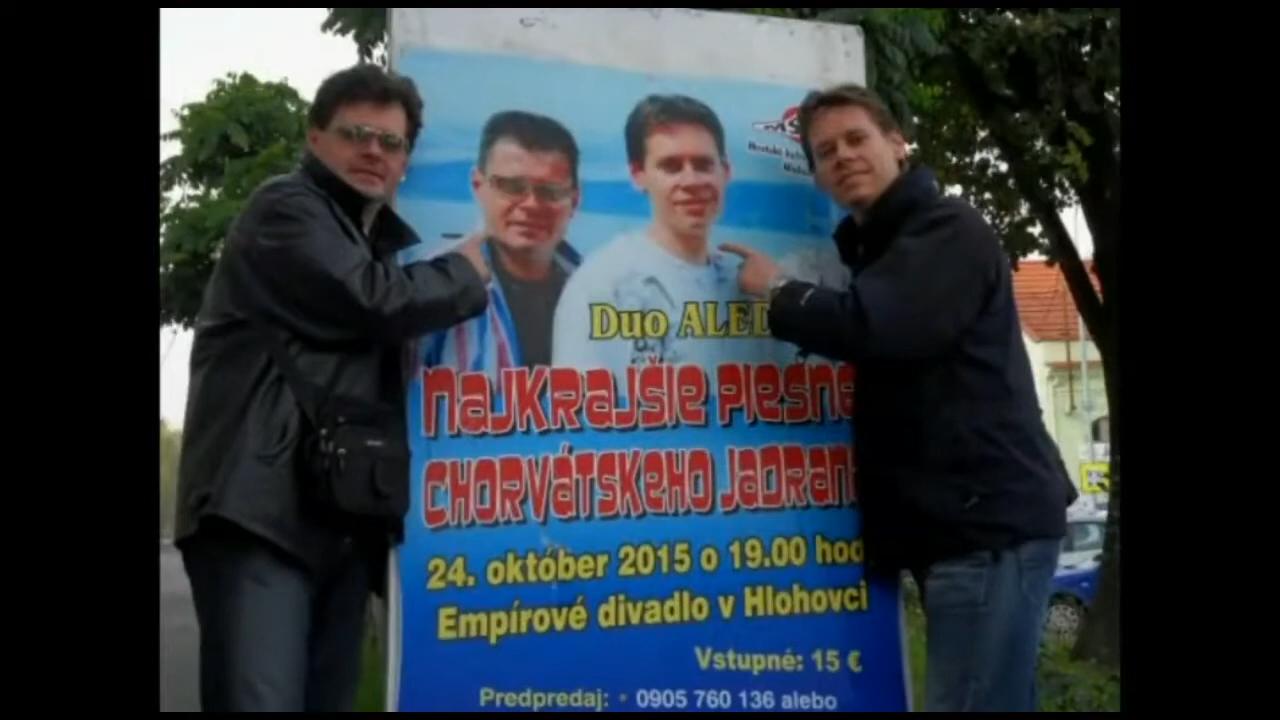 Duo ALED
NAJKRAJŠIE PIESNE
CHORVÁTSKEHO JADRAN
24. október 2015 o 19.00 hod
Empírové divadlo v Hlohovci
Vstupné: 15 €
Predpredaj: • 0905 760 136 alebo